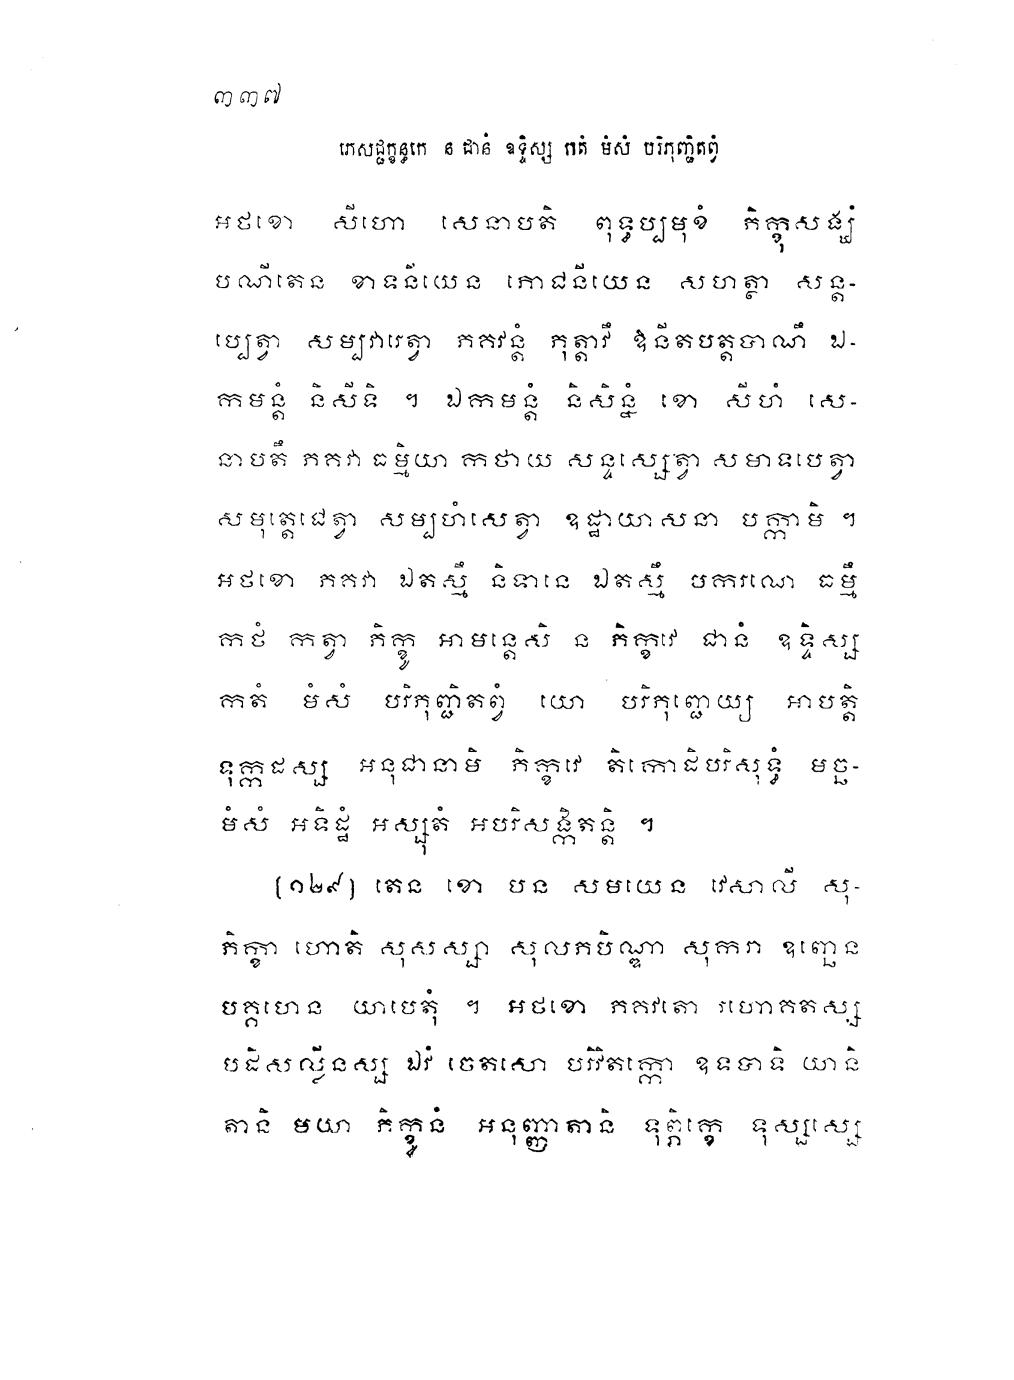 ៣៣៧
ភេសជ្ជក្ខន្ធកេ ន ជានំ ឧទ្ទិស្ស កតំ មំសំ បរិភុញ្ជិតព្វំ
អថខោ សីហោ សេនាបតិ ពុទ្ធប្បមុខំ ភិក្ខុសង្ឃំ
បណីតេន ខាទនីយេន ភោជនីយេន សហត្ថា សន្ត-
ប្បេត្វា សម្បវារេត្វា ភគវន្តំ ភុត្តាវឹ ឱនីតបត្តបាណឹ ឯ-
កមន្តំ និសីទិ ។ ឯកមន្តំ និសិន្នំ ខោ សីហំ សេ-
នាបតឹ ភគវា ធម្មិយា កថាយ សន្ទស្សេត្វា សមាទបេត្វា
សមុត្តេជេត្វា សម្បហំសេត្វា ឧដ្ឋាយាសនា បក្កាមិ ។
អថខោ ភគវា ឯតស្មឹ និទានេ ឯតស្មឹ បករណេ ធម្មឹ
កថំ កត្វា ភិក្ខូ អាមន្តេសិ ន ភិក្ខវេ ជានំ ឧទ្ទិស្ស
កតំ មំសំ បរិភុញ្ជិតព្វំ យោ បរិភុញ្ជេយ្យ អាបត្តិ
ទុក្កដស្ស អនុជានាមិ ភិក្ខវេ តិកោដិបរិសុទ្ធំ មច្ឆ-
មំសំ អទិដ្ឋំ អស្សុតំ អបរិសង្កិតន្តិ ។
(១២៩) តេន ខោ បន សមយេន វេសាលី សុ-
ភិក្ខា ហោតិ សុសស្សា សុលភបិណ្ឌា សុករា ឧញ្ឆេន
បគ្គហេន យាបេតុំ ។ អថខោ ភគវតោ រហោគតស្ស
បដិសល្លីនស្ស ឯវំ ចេតសោ បរិវិតក្កោ ឧទបាទិ យានិ
តានិ មយា ភិក្ខូនំ អនុញ្ញាតានិ ទុព្ភិក្ខេ ទុស្សស្សេ